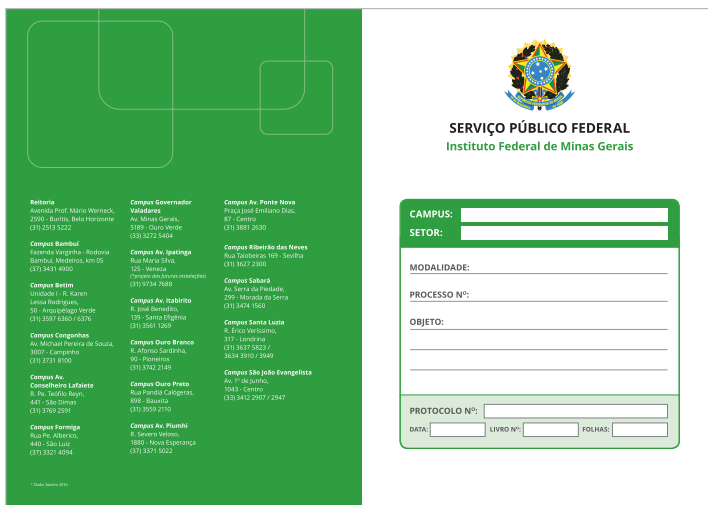 Reitoria
Avenida Prof. Mário Werneck,
2590 - Buritis, Belo Horizonte
(31) 2513 5222
Campus Bambuí
Fazenda Varginha - Rodovia
Bambuí, Medeiros, km 05
(37) 3431 4900
Campus Betim
Unidade I - R. Karen
Lessa Rodrigues,
50 - Arquipélago Verde
(31) 3597 6360 / 6376
Campus Congonhas
Av. Michael Pereira de Souza,
3007 - Campinho
(31) 3731 8100
Campus Av.
Conselheiro Lafaiete
R. Pe. Teófilo Reyn,
441 - São Dimas
(31) 3769 2591
Campus Formiga
Rua Pe. Alberico,
440 - São Luiz
(37) 3321 4094
Campus Governador
Valadares
Av. Minas Gerais,
5189 - Ouro Verde
(33) 3272 5404
Campus Av. Ipatinga
Rua Maria Silva,
125 - Veneza
(*projeto das futuras instalações)
(31) 9734 7688
Campus Av. Itabirito
R. José Benedito,
139 - Santa Efigênia
(31) 3561 1269
Campus Ouro Branco
R. Afonso Sardinha,
90 - Pioneiros
(31) 3742 2149
Campus Ouro Preto
Rua Pandiá Calógeras,
898 - Bauxita
(31) 3559 2110
Campus Av. Piumhi
R. Severo Veloso,
1880 - Nova Esperança
(37) 3371 5022
Campus Av. Ponte Nova
Praça José Emiliano Dias,
87 - Centro
(31) 3881 2630
Campus Ribeirão das Neves
Rua Taiobeiras 169 - Sevilha
(31) 3627 2300
Campus Sabará
Av. Serra da Piedade,
299 - Morada da Serra
(31) 3474 1560
Campus Santa Luzia
R. Érico Veríssimo,
317 - Londrina
(31) 3637 5823 /
3634 3910 / 3949
Campus São João Evangelista
Av. 1º de Junho,
1043 - Centro
(33) 3412 2907 / 2947
SERVIÇO PÚBLICO FEDERAL
Instituto Federal de Minas Gerais
CAMPUS:
SETOR:
MODALIDADE:
PROCESSO Nº:
OBJETO:
PROTOCOLO Nº:
DATA: LIVRO Nº: FOLHAS: